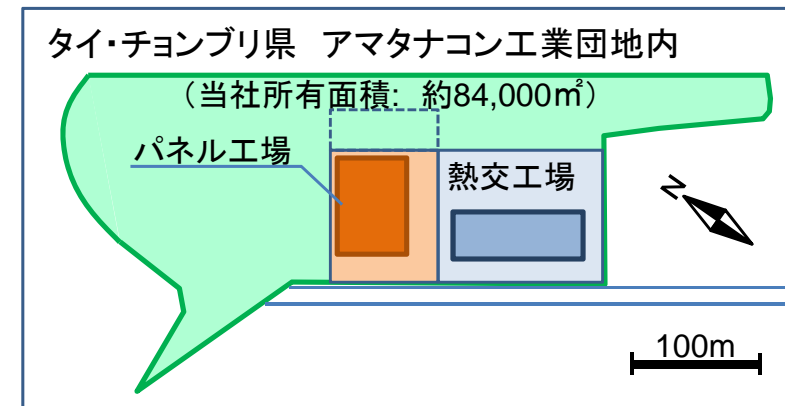 タイ・チョンブリ県 アマタナコン工業団地内
（当社所有面積: 約84,000㎡）
パネル工場
熱交工場
N
100m